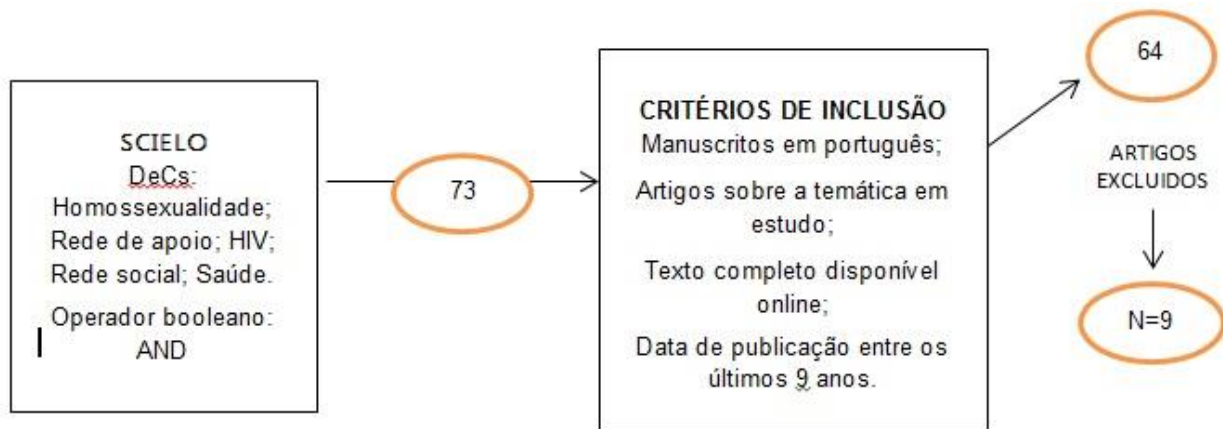 SCIELO
DeCs:
Homossexualidade;
Rede de apoio; HIV;
Rede social; Saúde.
Operador booleano:
AND
73
CRITÉRIOS DE INCLUSÃO
Manuscritos em português;
Artigos sobre a temática em
estudo;
Texto completo disponível
online;
Data de publicação entre os
últimos 9 anos.
64
ARTIGOS
EXCLUIDOS
N=9